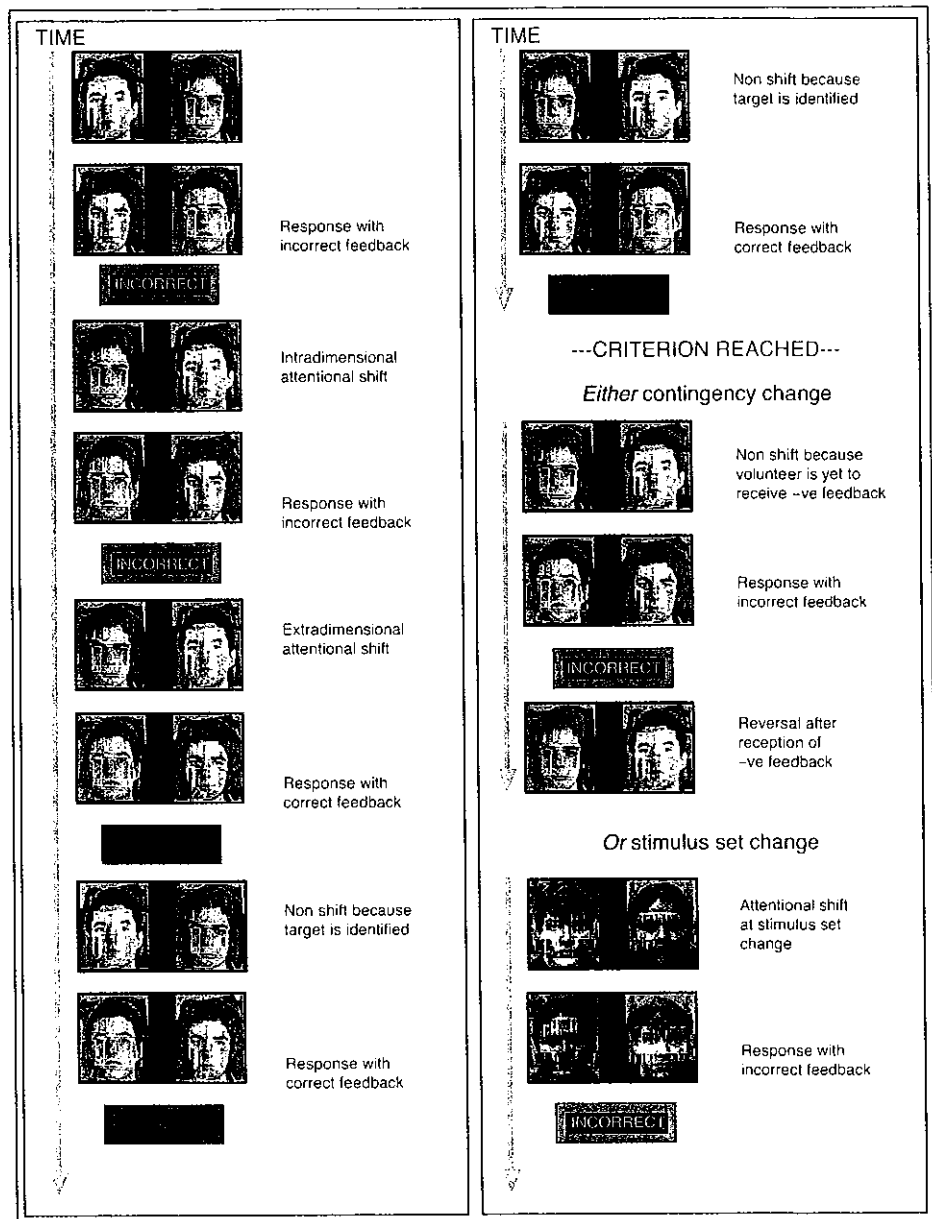 TIME
Response with
incorrect feedback
INCORRECT
Intradimensional
attentional shift
Response with
incorrect feedback
INCORRECT
Extradimensional
attentional shift
Response with
correct feedback
Non shift because
target is identified
Response with
correct feedback
TIME
Non shift because
target is identified
Response with
correct feedback
---CRITERION REACHED---
Either contingency change
Non shift because
volunteer is yet to
receive –ve feedback
Response with
incorrect feedback
INCORRECT
Reversal after
reception of
–ve feedback
Or stimulus set change
Attentional shift
at stimulus set
change
Response with
incorrect feedback
INCORRECT